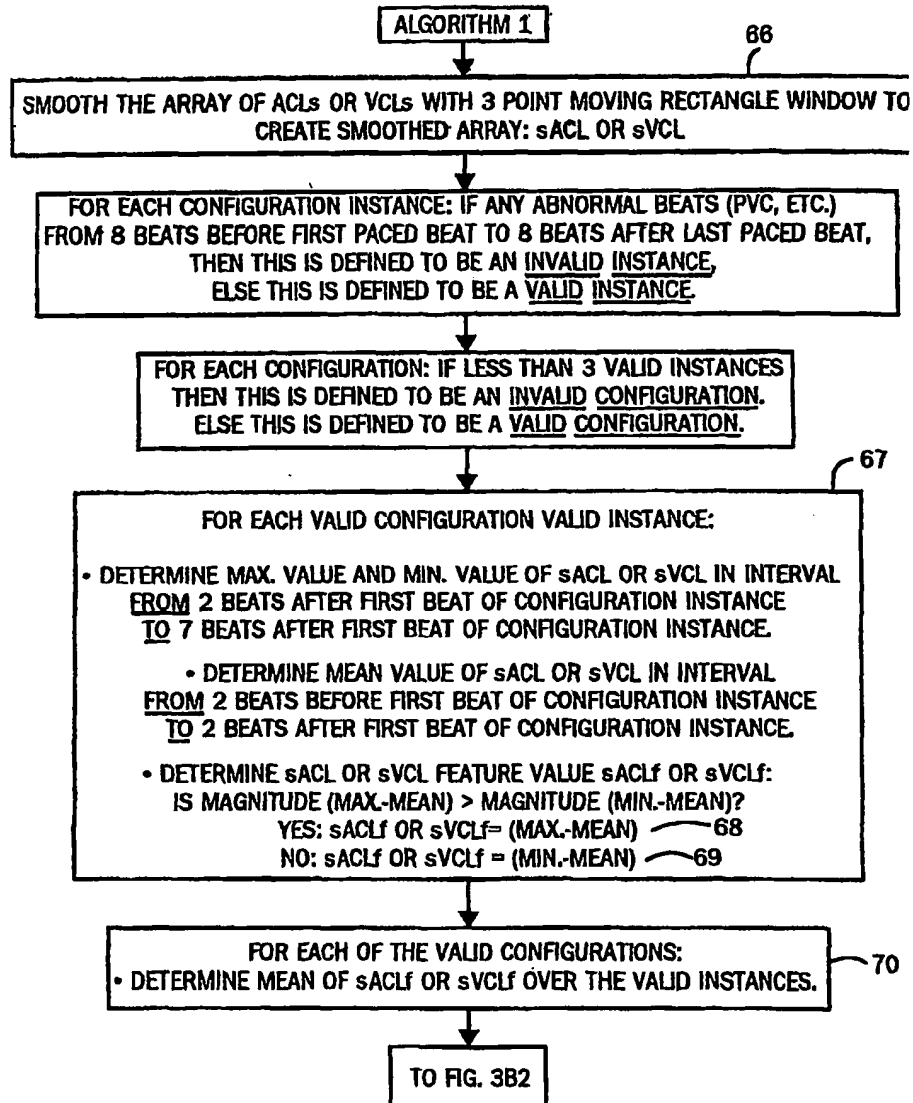 ALGORITHM 1
66
SMOOTH THE ARRAY OF ACLs OR VCLs WITH 3 POINT MOVING RECTANGLE WINDOW TO
CREATE SMOOTHED ARRAY: sACL OR sVCL
FOR EACH CONFIGURATION INSTANCE: IF ANY ABNORMAL BEATS (PVC, ETC.)
FROM 8 BEATS BEFORE FIRST PACED BEAT TO 8 BEATS AFTER LAST PACED BEAT,
THEN THIS IS DEFINED TO BE AN INVALID INSTANCE,
ELSE THIS IS DEFINED TO BE A VALID INSTANCE.
FOR EACH CONFIGURATION: IF LESS THAN 3 VALID INSTANCES
THEN THIS IS DEFINED TO BE AN INVALID CONFIGURATION.
ELSE THIS IS DEFINED TO BE A VALID CONFIGURATION.
67
FOR EACH VALID CONFIGURATION VALID INSTANCE:
• DETERMINE MAX. VALUE AND MIN. VALUE OF sACL OR sVCL IN INTERVAL
FROM 2 BEATS AFTER FIRST BEAT OF CONFIGURATION INSTANCE
TO 7 BEATS AFTER FIRST BEAT OF CONFIGURATION INSTANCE.
• DETERMINE MEAN VALUE OF sACL OR sVCL IN INTERVAL
FROM 2 BEATS BEFORE FIRST BEAT OF CONFIGURATION INSTANCE
TO 2 BEATS AFTER FIRST BEAT OF CONFIGURATION INSTANCE.
• DETERMINE sACL OR sVCL FEATURE VALUE sACLf OR sVCLf:
IS MAGNITUDE (MAX.-MEAN) > MAGNITUDE (MIN.-MEAN)?
YES: sACLf OR sVCLf= (MAX.-MEAN) 68
NO: sACLf OR sVCLf = (MIN.-MEAN) 69
FOR EACH OF THE VALID CONFIGURATIONS:
• DETERMINE MEAN OF sACLf OR sVCLf OVER THE VALID INSTANCES.
70
TO FIG. 3B2